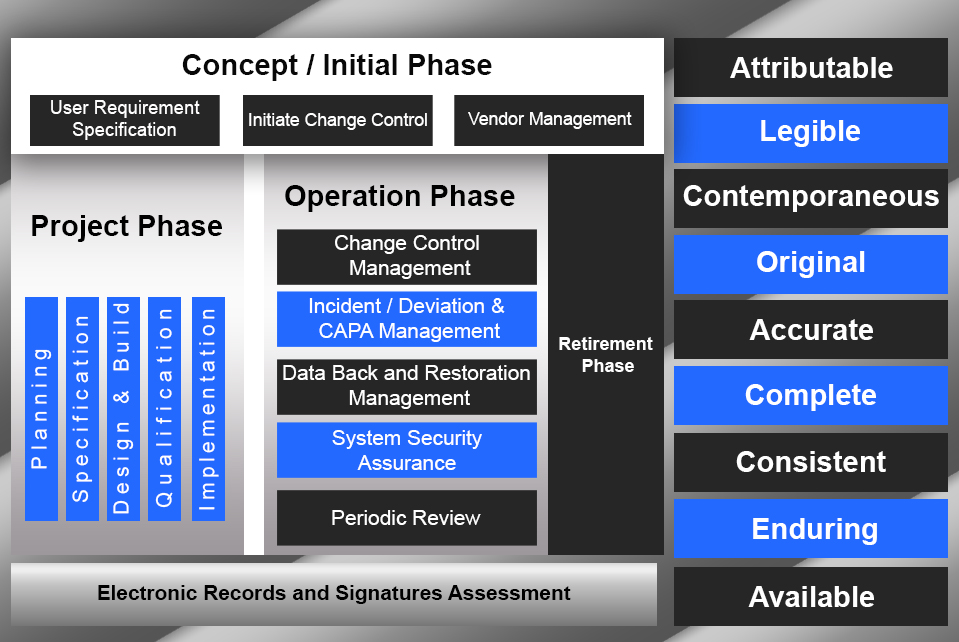 Concept / Initial Phase
User Requirement
Specification
Initiate Change Control
Vendor Management
Project Phase
Planning
Specification
Design & Build
Qualification
Implementation
Operation Phase
Change Control
Management
Incident / Deviation &
CAPA Management
Data Back and Restoration
Management
System Security
Assurance
Periodic Review
Retirement
Phase
Electronic Records and Signatures Assessment
Attributable
Legible
Contemporaneous
Original
Accurate
Complete
Consistent
Enduring
Available